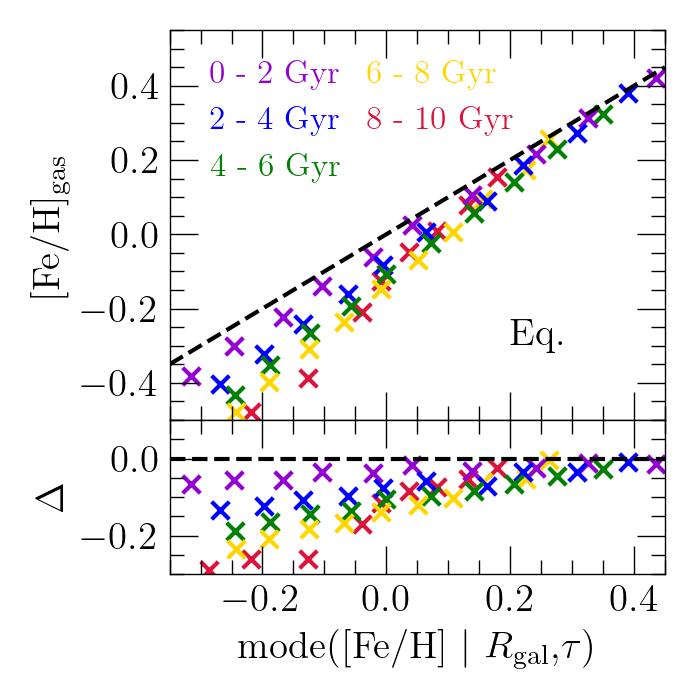 0 - 2 Gyr 6 - 8 Gyr
2 - 4 Gyr 8 - 10 Gyr
4 - 6 Gyr
Eq.
[Fe/H]gas
0.4
0.2
0.0
−0.2
−0.4
Δ
0.0
−0.2
−0.2 0.0 0.2 0.4
mode([Fe/H] | Rgal,τ)